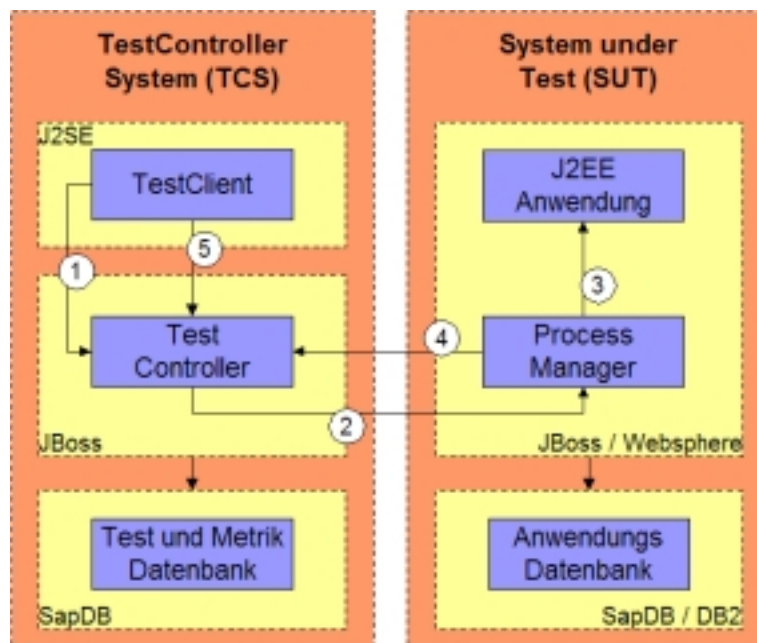 TestController
System (TCS)
J2SE
TestClient
1
5
Test
Controller
2
JBoss
Test und Metrik
Datenbank
SapDB
System under
Test (SUT)
J2EE
Anwendung
3
4
Process
Manager
JBoss / Websphere
Anwendungs
Datenbank
SapDB / DB2